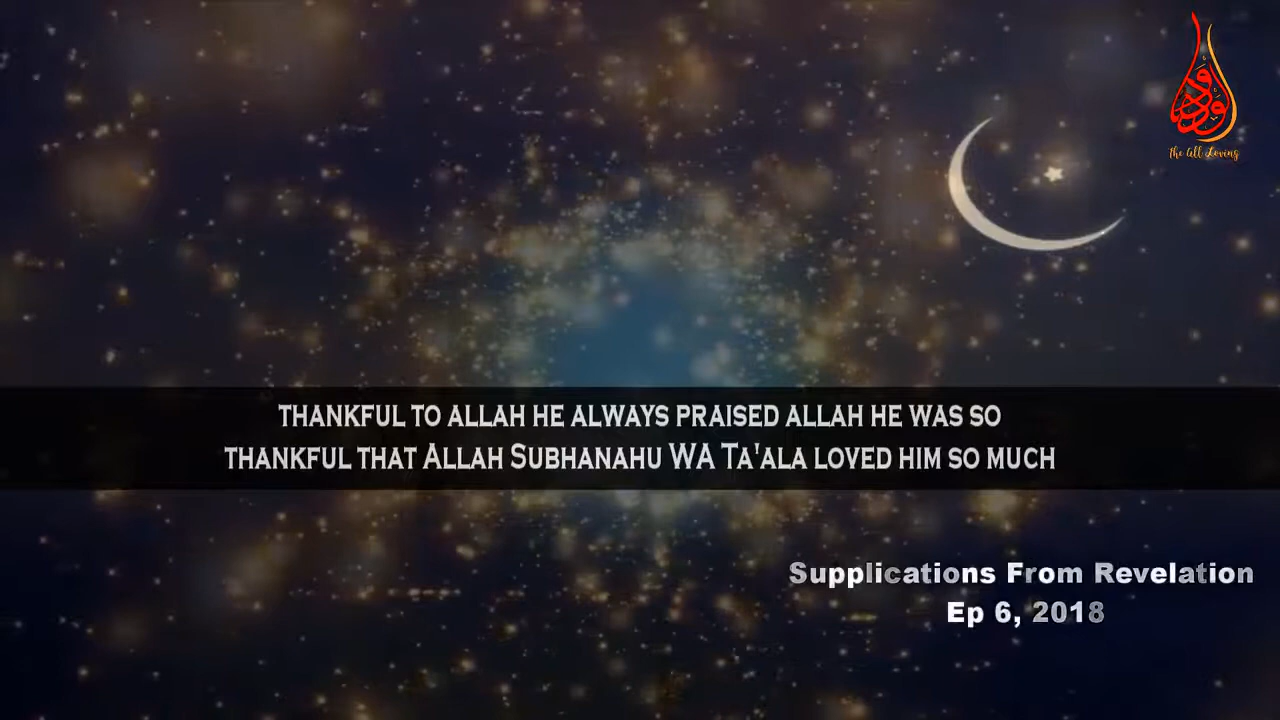 الودود
The All Loving
THANKFUL TO ALLAH HE ALWAYS PRAISED ALLAH HE WAS SO
THANKFUL THAT ALLAH SUBHANAHU WA TA'ALA LOVED HIM SO MUCH
Supplications From Revelation
Ep 6, 2018